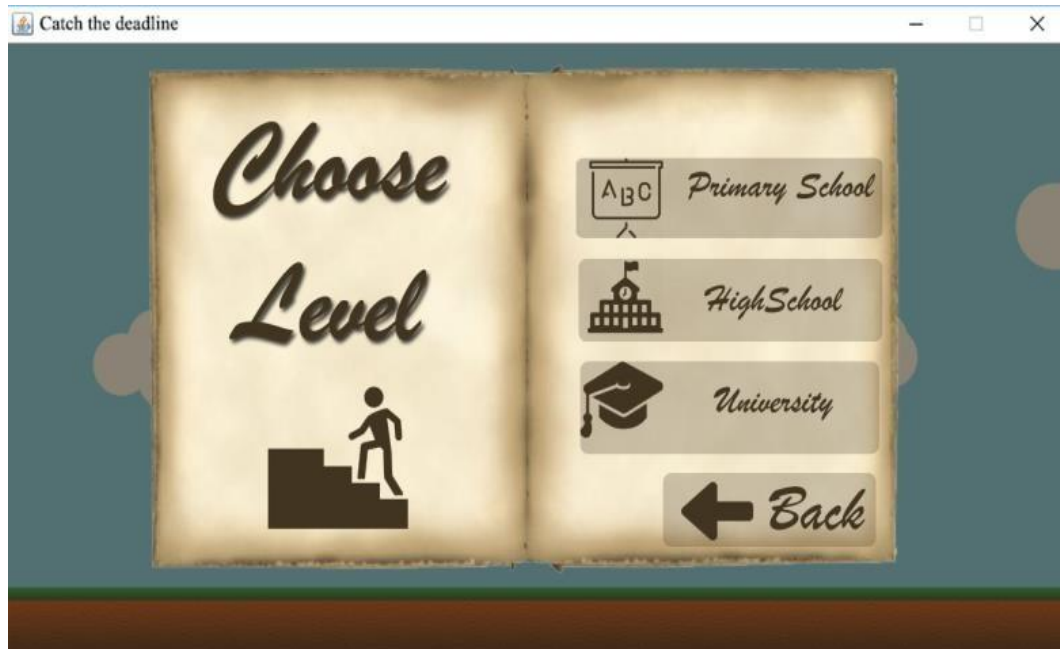 Catch the deadline
Choose
Level
ABC
Primary School
HighSchool
University
Back